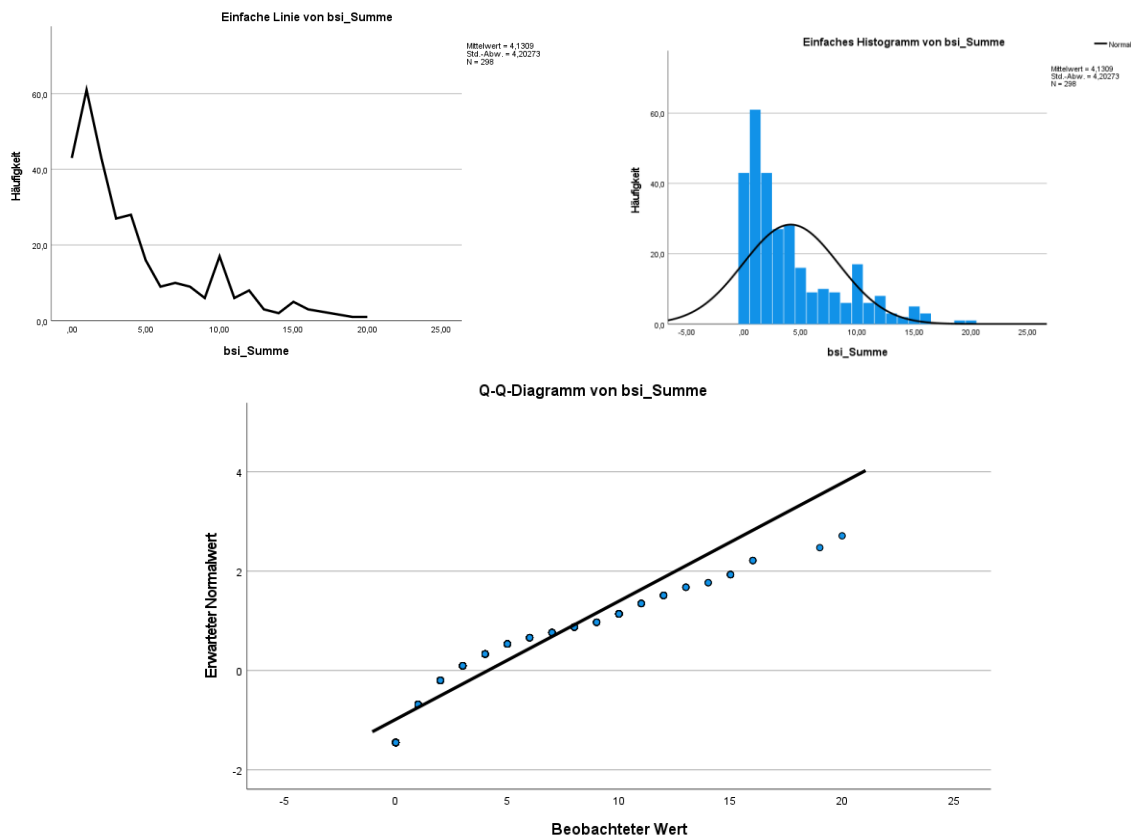 Einfache Linie von bsi_Summe
Mittelwert = 4,1309
Std.-Abw. = 4,20273
N = 298
60,0
40,0
20,0
0,0
Häufigkeit
,00
5,00
10,00
15,00
20,00
25,00
bsi_Summe
Einfaches Histogramm von bsi_Summe
Normal
Mittelwert = 4,1309
Std.-Abw. = 4,20273
N = 298
60,0
40,0
20,0
0,0
Häufigkeit
-5,00
,00
5,00
10,00
15,00
20,00
25,00
bsi_Summe
Q-Q-Diagramm von bsi_Summe
4
2
0
-2
Erwarteter Normalwert
-5
0
5
10
15
20
25
Beobachteter Wert